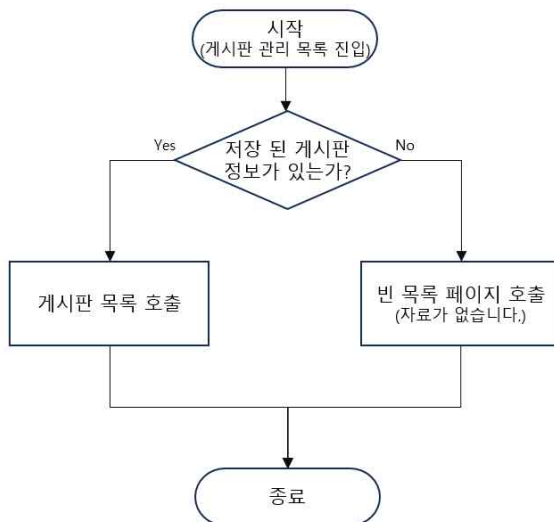 시작
(게시판 관리 목록 진입)
Yes
저장 된 게시판
정보가 있는가?
No
게시판 목록 호출
빈 목록 페이지 호출
(자료가 없습니다.)
종료